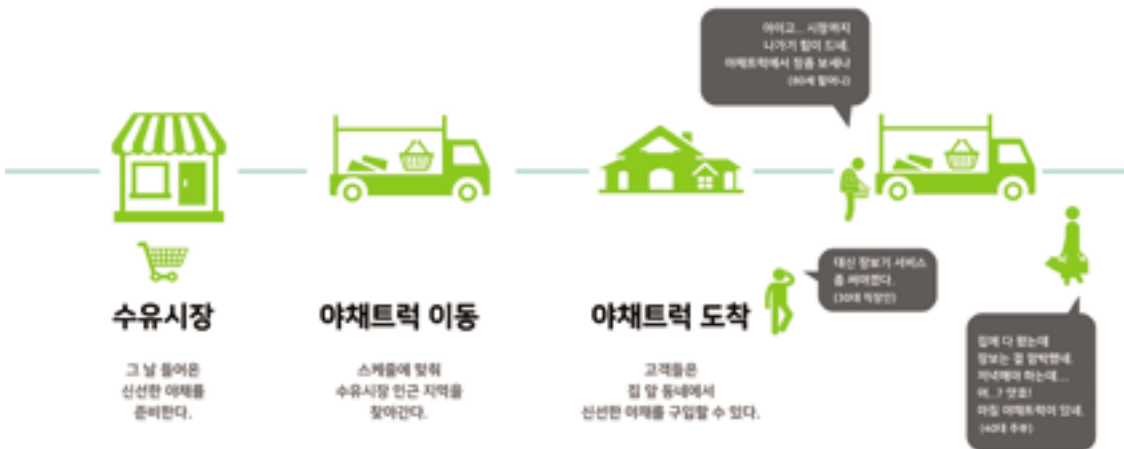 아이고.. 시장까지
나가기 힘이 드네.
야채트럭에서 장좀 보세나
(80세 할머니)
대신 장보기 서비스
좀 써야겠다.
(30대 직장인)
수유시장
야채트럭 이동
야채트럭 도착
그 날 들어온
신선한 야채를
준비한다.
스케줄에 맞춰
수유시장 인근 지역을
찾아간다.
고객들은
집 앞 동네에서
신선한 야채를 구입할 수 있다.
집에 다 왔는데
장보는 걸 깜박했네.
저녁해야 하는데...
어..? 앗호!
마침 야채트럭이 있네.
(40대 주부)